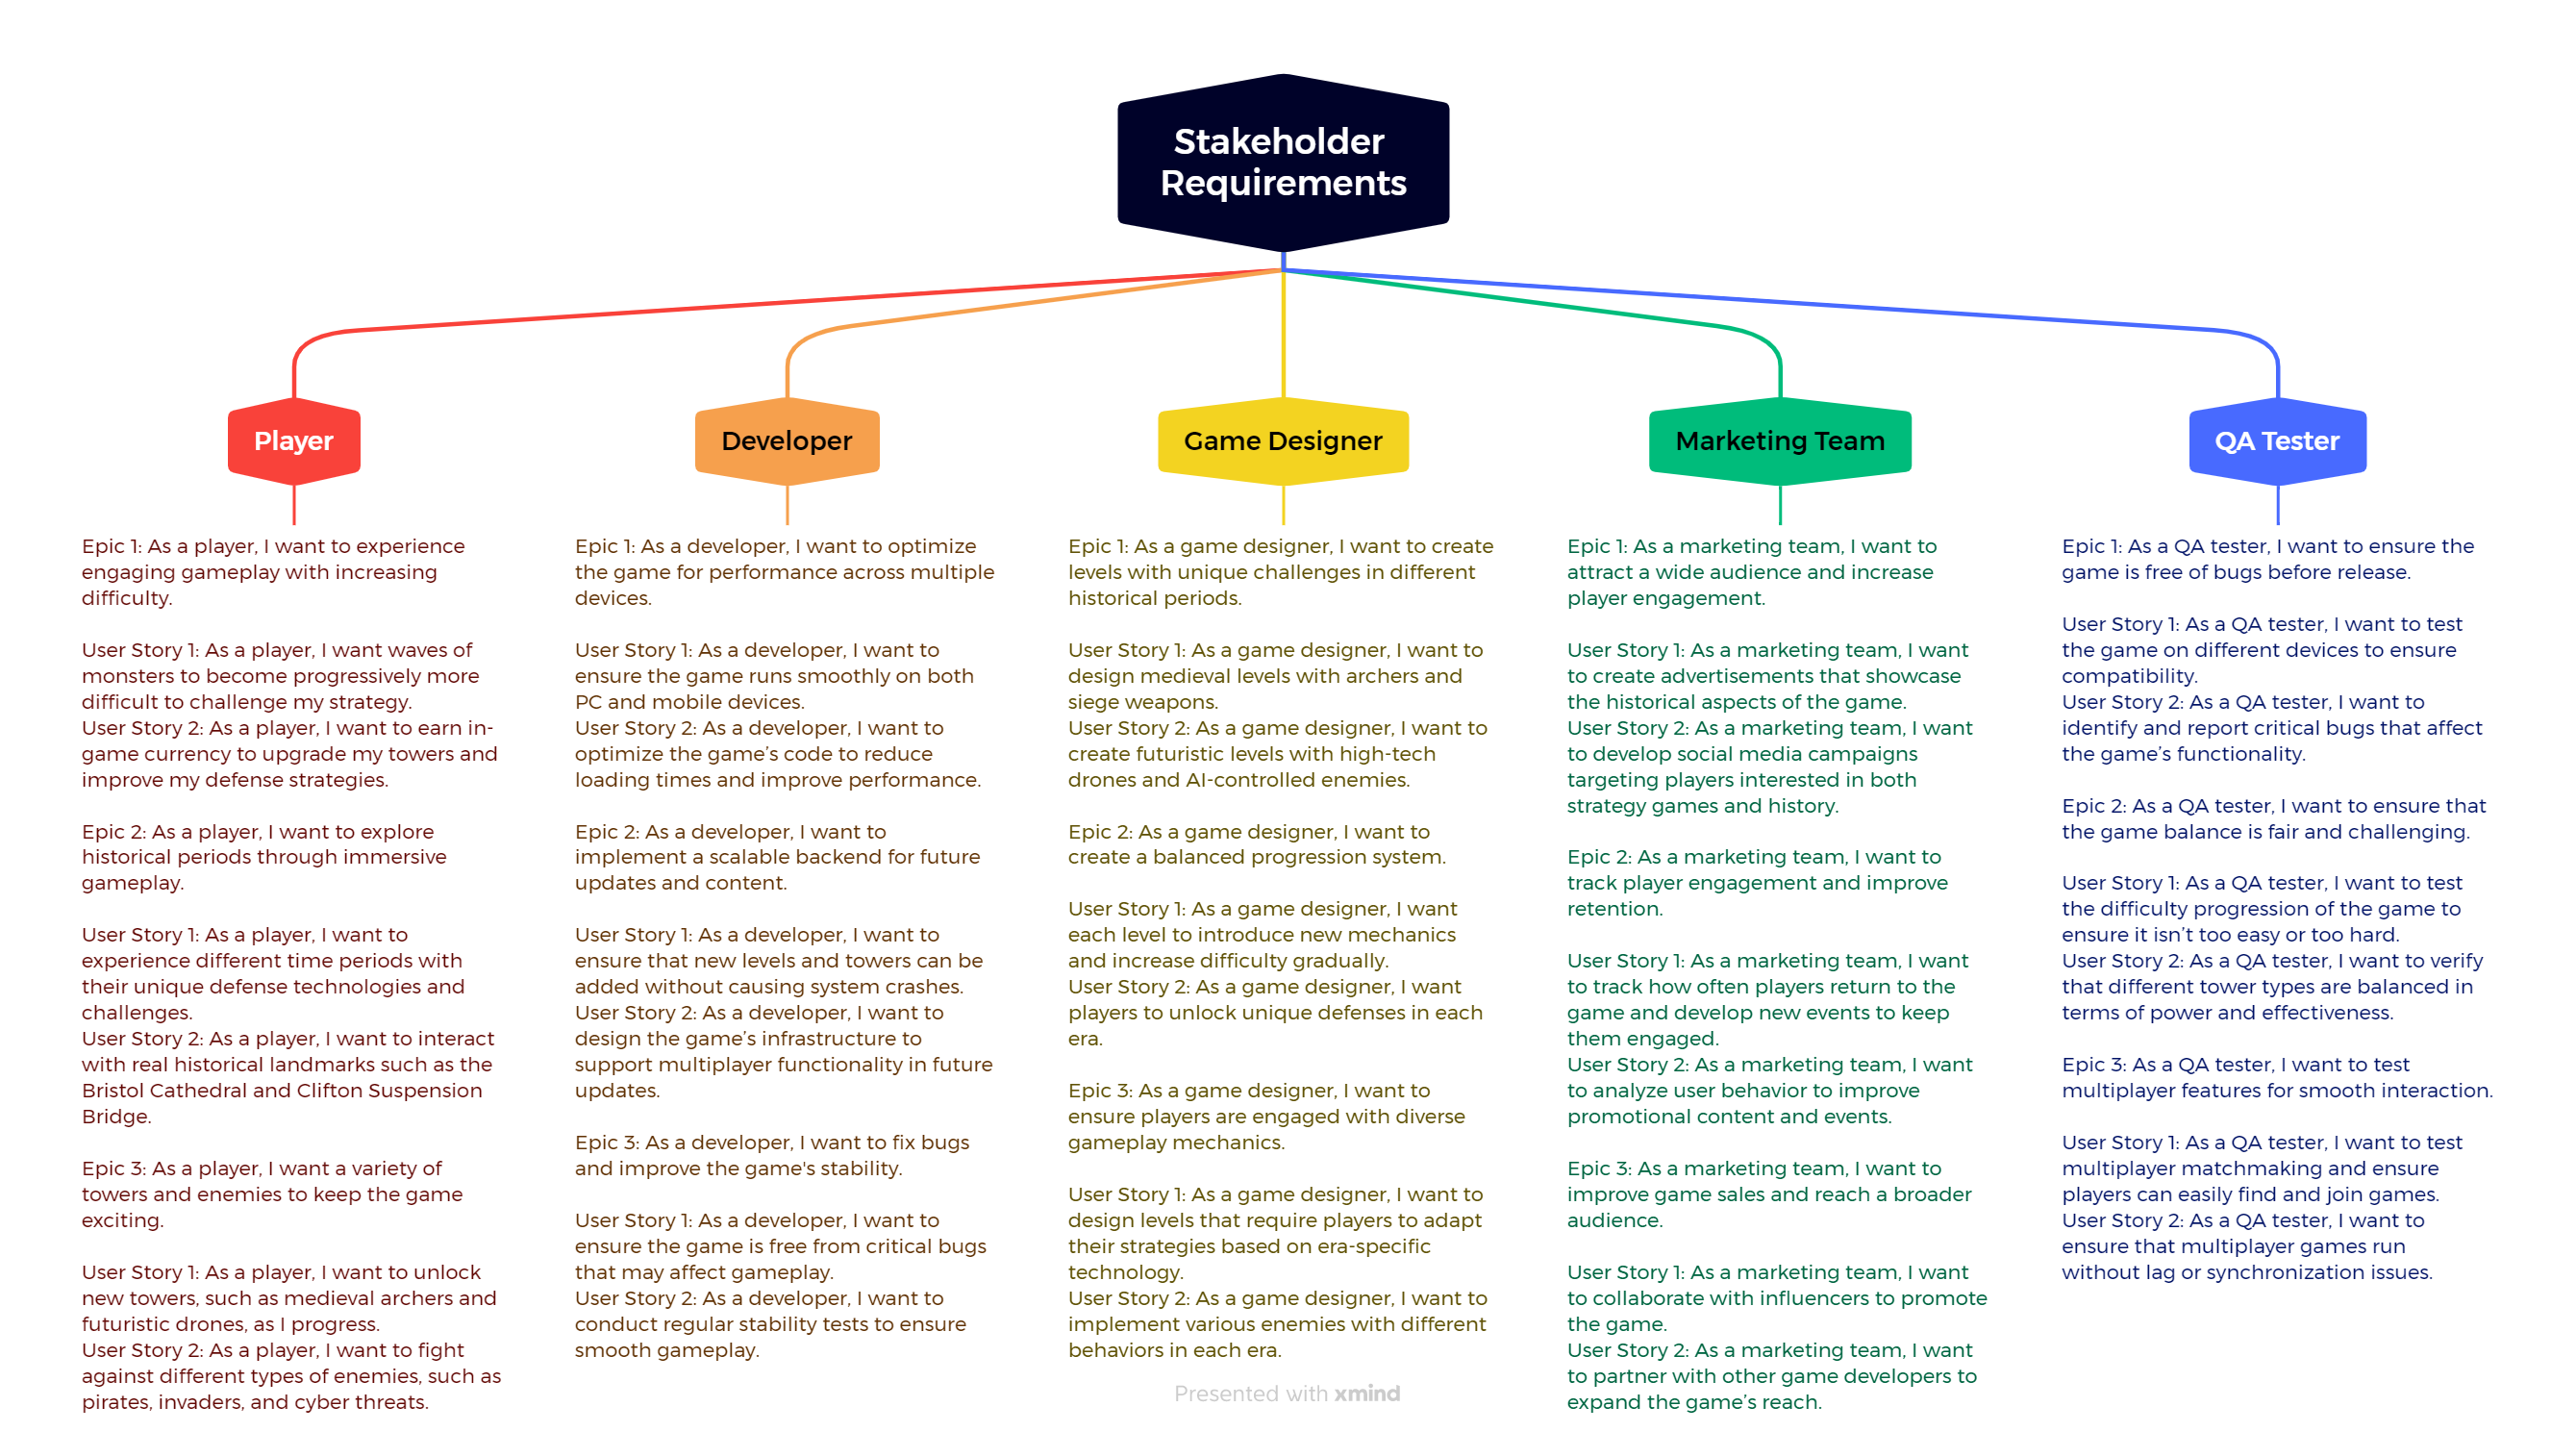 Stakeholder
Requirements
Player
Epic 1: As a player, I want to experience
engaging gameplay with increasing
difficulty.
User Story 1: As a player, I want waves of
monsters to become progressively more
difficult to challenge my strategy.
User Story 2: As a player, I want to earn in-
game currency to upgrade my towers and
improve my defense strategies.
Epic 2: As a player, I want to explore
historical periods through immersive
gameplay.
User Story 1: As a player, I want to
experience different time periods with
their unique defense technologies and
challenges.
User Story 2: As a player, I want to interact
with real historical landmarks such as the
Bristol Cathedral and Clifton Suspension
Bridge.
Epic 3: As a player, I want a variety of
towers and enemies to keep the game
exciting.
User Story 1: As a player, I want to unlock
new towers, such as medieval archers and
futuristic drones, as I progress.
User Story 2: As a player, I want to fight
against different types of enemies, such as
pirates, invaders, and cyber threats.
Developer
Epic 1: As a developer, I want to optimize
the game for performance across multiple
devices.
User Story 1: As a developer, I want to
ensure the game runs smoothly on both
PC and mobile devices.
User Story 2: As a developer, I want to
optimize the game’s code to reduce
loading times and improve performance.
Epic 2: As a developer, I want to
implement a scalable backend for future
updates and content.
User Story 1: As a developer, I want to
ensure that new levels and towers can be
added without causing system crashes.
User Story 2: As a developer, I want to
design the game’s infrastructure to
support multiplayer functionality in future
updates.
Epic 3: As a developer, I want to fix bugs
and improve the game's stability.
User Story 1: As a developer, I want to
ensure the game is free from critical bugs
that may affect gameplay.
User Story 2: As a developer, I want to
conduct regular stability tests to ensure
smooth gameplay.
Game Designer
Epic 1: As a game designer, I want to create
levels with unique challenges in different
historical periods.
User Story 1: As a game designer, I want to
design medieval levels with archers and
siege weapons.
User Story 2: As a game designer, I want to
create futuristic levels with high-tech
drones and AI-controlled enemies.
Epic 2: As a game designer, I want to
create a balanced progression system.
User Story 1: As a game designer, I want
each level to introduce new mechanics
and increase difficulty gradually.
User Story 2: As a game designer, I want
players to unlock unique defenses in each
era.
Epic 3: As a game designer, I want to
ensure players are engaged with diverse
gameplay mechanics.
User Story 1: As a game designer, I want to
design levels that require players to adapt
their strategies based on era-specific
technology.
User Story 2: As a game designer, I want to
implement various enemies with different
behaviors in each era.
Marketing Team
Epic 1: As a marketing team, I want to
attract a wide audience and increase
player engagement.
User Story 1: As a marketing team, I want
to create advertisements that showcase
the historical aspects of the game.
User Story 2: As a marketing team, I want
to develop social media campaigns
targeting players interested in both
strategy games and history.
Epic 2: As a marketing team, I want to
track player engagement and improve
retention.
User Story 1: As a marketing team, I want
to track how often players return to the
game and develop new events to keep
them engaged.
User Story 2: As a marketing team, I want
to analyze user behavior to improve
promotional content and events.
Epic 3: As a marketing team, I want to
improve game sales and reach a broader
audience.
User Story 1: As a marketing team, I want
to collaborate with influencers to promote
the game.
User Story 2: As a marketing team, I want
to partner with other game developers to
expand the game’s reach.
QA Tester
Epic 1: As a QA tester, I want to ensure the
game is free of bugs before release.
User Story 1: As a QA tester, I want to test
the game on different devices to ensure
compatibility.
User Story 2: As a QA tester, I want to
identify and report critical bugs that affect
the game’s functionality.
Epic 2: As a QA tester, I want to ensure that
the game balance is fair and challenging.
User Story 1: As a QA tester, I want to test
the difficulty progression of the game to
ensure it isn’t too easy or too hard.
User Story 2: As a QA tester, I want to verify
that different tower types are balanced in
terms of power and effectiveness.
Epic 3: As a QA tester, I want to test
multiplayer features for smooth interaction.
User Story 1: As a QA tester, I want to test
multiplayer matchmaking and ensure
players can easily find and join games.
User Story 2: As a QA tester, I want to
ensure that multiplayer games run
without lag or synchronization issues.
Presented with xmind